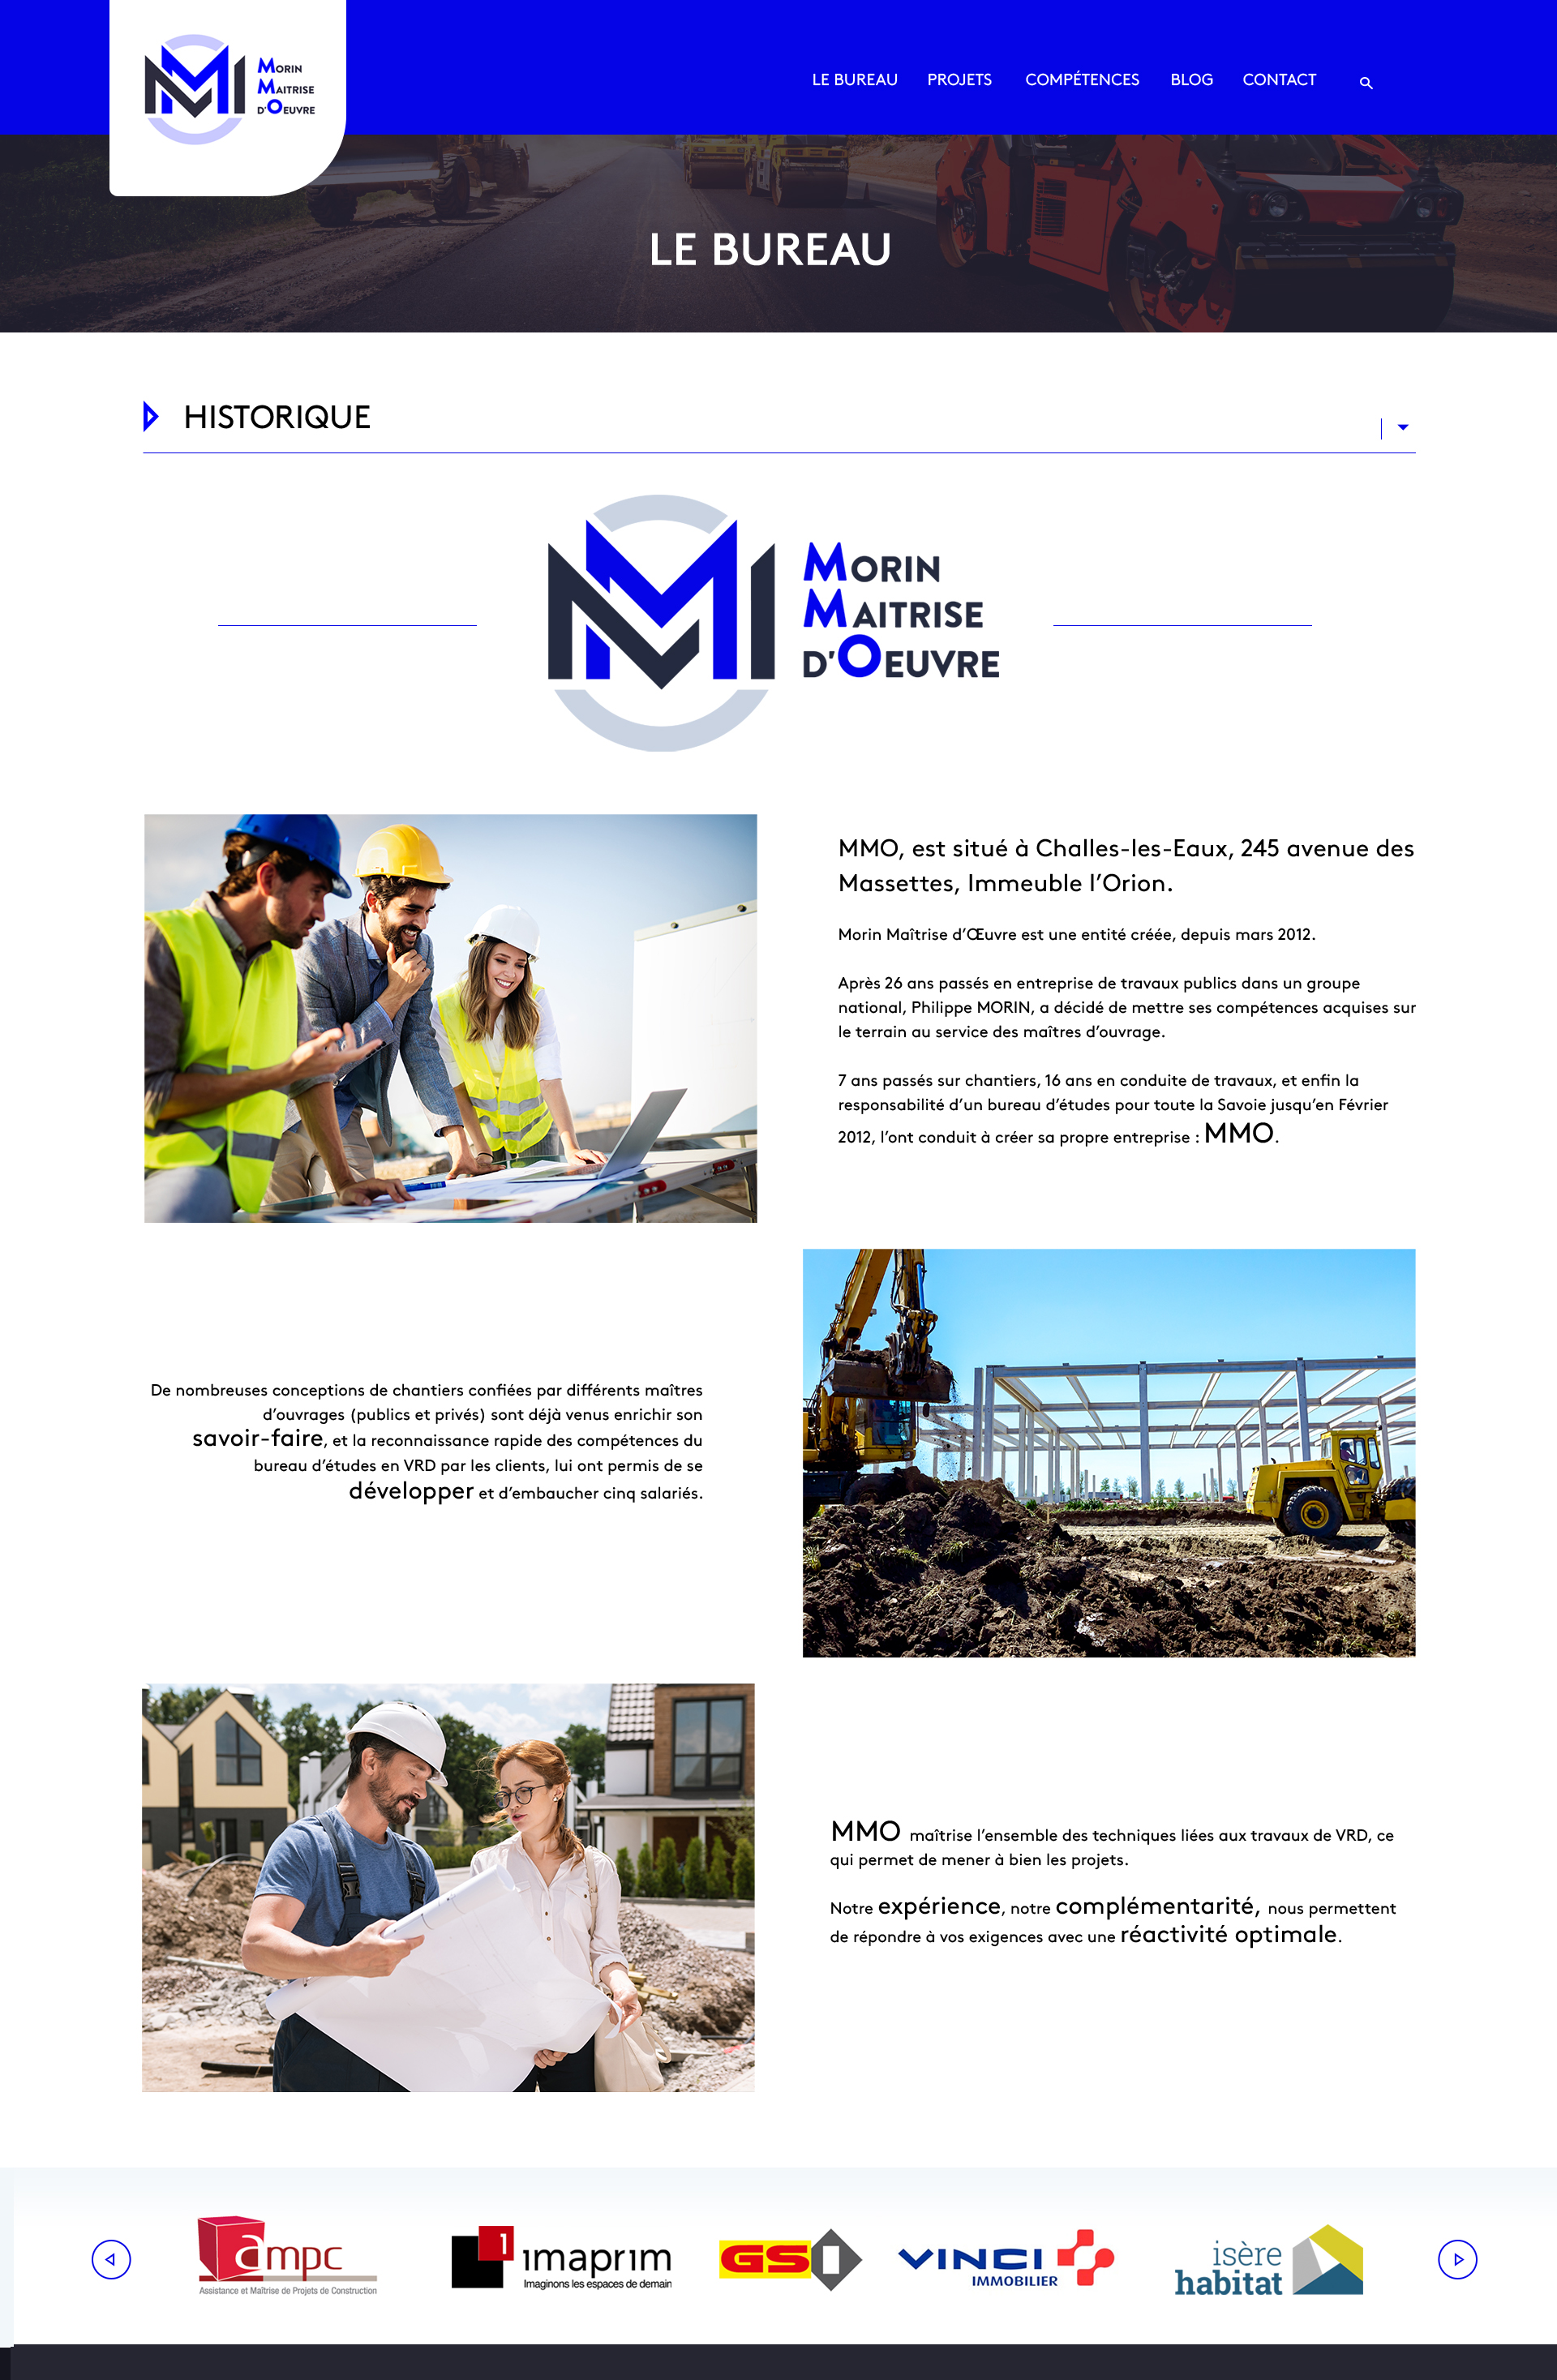 MORIN
MAITRISE
D'OEUVRE
LE BUREAU PROJETS COMPÉTENCES BLOG CONTACT
LE BUREAU
HISTORIQUE
MORIN
MAITRISE
D'OEUVRE
MMO, est situé à Challes-les-Eaux, 245 avenue des
Massettes, Immeuble l’Orion.
Morin Maîtrise d’Œuvre est une entité créée, depuis mars 2012.
Après 26 ans passés en entreprise de travaux publics dans un groupe
national, Philippe MORIN, a décidé de mettre ses compétences acquises sur
le terrain au service des maîtres d’ouvrage.
7 ans passés sur chantiers, 16 ans en conduite de travaux, et enfin la
responsabilité d’un bureau d’études pour toute la Savoie jusqu’en Février
2012, l’ont conduit à créer sa propre entreprise : MMO.
De nombreuses conceptions de chantiers confiées par différents maîtres
d’ouvrages (publics et privés) sont déjà venus enrichir son
savoir-faire, et la reconnaissance rapide des compétences du
bureau d’études en VRD par les clients, lui ont permis de se
développer et d’embaucher cinq salariés.
MMO maîtrise l’ensemble des techniques liées aux travaux de VRD, ce
qui permet de mener à bien les projets.
Notre expérience, notre complémentarité, nous permettent
de répondre à vos exigences avec une réactivité optimale.
ampc
Assistance et Maîtrise de Projets de Construction
1 imaprim
Imaginons les espaces de demain
GSI
VINCI
IMMOBILIER
isère
habitat